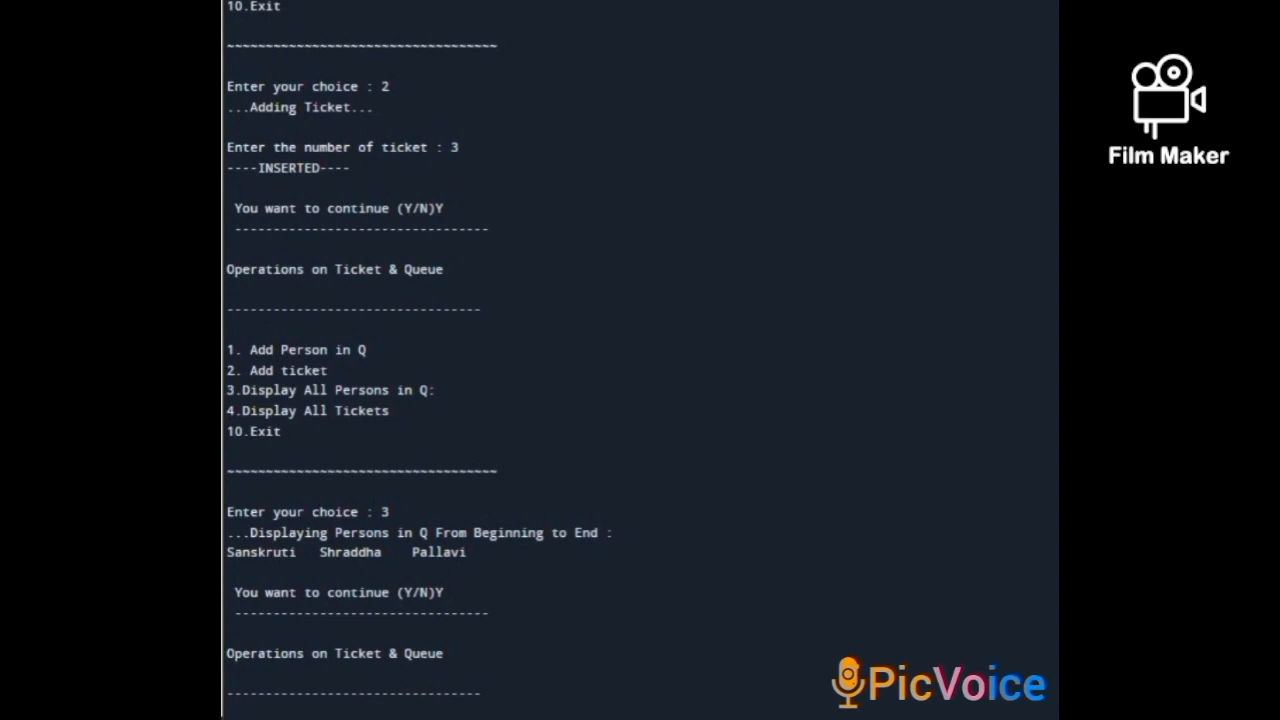 10.Exit
~~~~~~~~~~~~~~~~~~~~~~~~~~~~~~~~~~~
Enter your choice : 2
...Adding Ticket...
Enter the number of ticket : 3
----INSERTED----
You want to continue (Y/N)Y
---------------------------------
Operations on Ticket & Queue
---------------------------------
1. Add Person in Q
2. Add ticket
3.Display All Persons in Q:
4.Display All Tickets
10.Exit
~~~~~~~~~~~~~~~~~~~~~~~~~~~~~~~~~~~
Enter your choice : 3
...Displaying Persons in Q From Beginning to End :
Sanskruti   Shraddha    Pallavi
You want to continue (Y/N)Y
---------------------------------
Operations on Ticket & Queue
---------------------------------
Film Maker
PicVoice